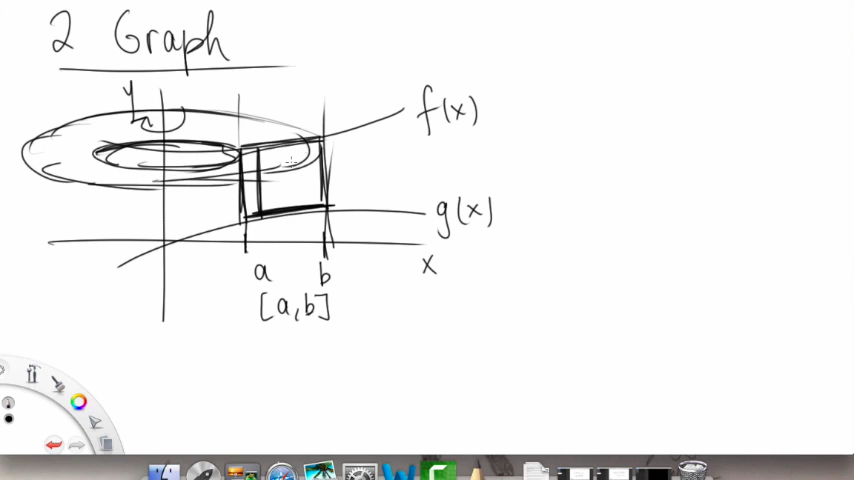 2 Graph
y
f(x)
g(x)
a b x
[a,b]